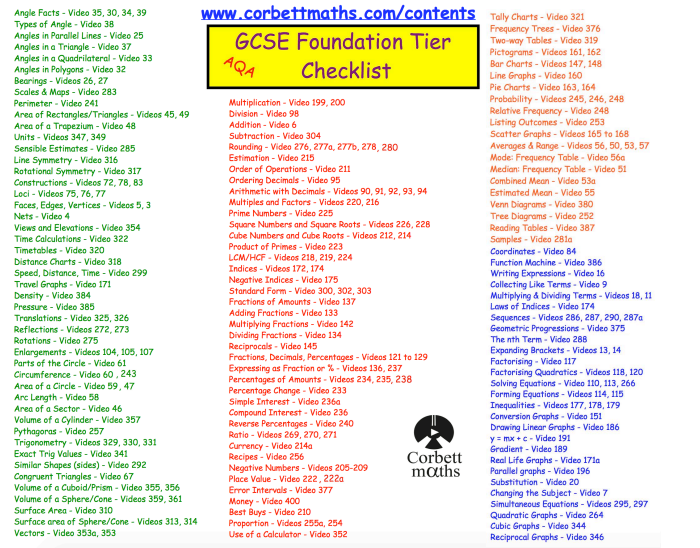 www.corbettmaths.com/contents
GCSE Foundation Tier
Checklist
AQA
Angle Facts - Video 35, 30, 34, 39
Types of Angle - Video 38
Angles in Parallel Lines - Video 25
Angles in a Triangle - Video 37
Angles in a Quadrilateral - Video 33
Angles in Polygons - Video 32
Bearings - Videos 26, 27
Scales & Maps - Video 283
Perimeter - Video 241
Area of Rectangles/Triangles - Videos 45, 49
Area of a Trapezium - Video 48
Units - Videos 347, 349
Sensible Estimates - Video 285
Line Symmetry - Video 316
Rotational Symmetry - Video 317
Constructions - Videos 72, 78, 83
Loci - Videos 75, 76, 77
Faces, Edges, Vertices - Videos 5, 3
Nets - Video 4
Views and Elevations - Video 354
Time Calculations - Video 322
Timetables - Video 320
Distance Charts - Video 318
Speed, Distance, Time - Video 299
Travel Graphs - Video 171
Density - Video 384
Pressure - Video 385
Translations - Video 325, 326
Reflections - Video 272, 273
Rotations - Video 275
Enlargements - Videos 104, 105, 107
Parts of the Circle - Video 61
Circumference - Video 60 , 243
Area of a Circle - Video 59, 47
Arc Length - Video 58
Area of a Sector - Video 46
Volume of a Cylinder - Video 357
Pythagoras - Video 257
Trigonometry - Videos 329, 330, 331
Exact Trig Values - Video 341
Similar Shapes (sides) - Video 292
Congruent Triangles - Video 67
Volume of a Cuboid/Prism - Video 355, 356
Volume of a Sphere/Cone - Video 359, 361
Surface Area - Video 310
Surface area of Sphere/Cone - Videos 313, 314
Vectors - Video 353a, 353
Multiplication - Video 199, 200
Division - Video 98
Addition - Video 6
Subtraction - Video 304
Rounding - Video 276, 277a, 277b, 278, 280
Estimation - Video 215
Order of Operations - Video 211
Ordering Decimals - Video 95
Arithmetic with Decimals - Videos 90, 91, 92, 93, 94
Multiples and Factors - Videos 220, 216
Prime Numbers - Video 225
Square Numbers and Square Roots - Videos 226, 228
Cube Numbers and Cube Roots - Videos 212, 214
Product of Primes - Video 223
LCM/HCF - Videos 218, 219, 224
Indices - Videos 172, 174
Negative Indices - Video 175
Standard Form - Video 300, 302, 303
Fractions of Amounts - Video 137
Adding Fractions - Video 133
Multiplying Fractions - Video 142
Dividing Fractions - Video 134
Reciprocals - Video 145
Fractions, Decimals, Percentages - Videos 121 to 129
Expressing as Fraction or % - Videos 136, 237
Percentages of Amounts - Video 234, 235, 238
Percentage Change - Video 233
Simple Interest - Video 236a
Compound Interest - Video 236
Reverse Percentages - Video 240
Ratio - Videos 269, 270, 271
Currency - Video 214a
Recipes - Video 256
Negative Numbers - Videos 205-209
Place Value - Video 222, 222a
Error Intervals - Video 377
Money - Video 400
Best Buys - Video 210
Proportion - Videos 255a, 254
Use of a Calculator - Video 352
Corbett
maths
Tally Charts - Video 321
Frequency Trees - Video 376
Two-way Tables - Video 319
Pictograms - Videos 161, 162
Bar Charts - Videos 147, 148
Line Graphs - Video 160
Pie Charts - Video 163, 164
Probability - Videos 245, 246, 248
Relative Frequency - Video 248
Listing Outcomes - Video 253
Scatter Graphs - Videos 165 to 168
Averages & Range - Videos 56, 50, 53, 57
Mode: Frequency Table - Video 56a
Median: Frequency Table - Video 51
Combined Mean - Video 53a
Estimated Mean - Video 55
Venn Diagrams - Video 380
Tree Diagrams - Video 252
Reading Tables - Video 387
Samples - Video 281a
Coordinates - Video 84
Function Machine - Video 386
Writing Expressions - Video 16
Collecting Like Terms - Video 9
Multiplying & Dividing Terms - Videos 18, 11
Laws of Indices - Video 174
Sequences - Videos 286, 287, 290, 287a
Geometric Progressions - Video 375
The nth Term - Video 288
Expanding Brackets - Videos 13, 14
Factorising - Video 117
Factorising Quadratics - Videos 118, 120
Solving Equations - Video 110, 113, 266
Forming Equations - Video 114, 115
Inequalities - Videos 177, 178, 179
Conversion Graphs - Video 151
Drawing Linear Graphs - Video 186
y = mx + c - Video 191
Gradient - Video 189
Real Life Graphs - Video 171a
Parallel graphs - Video 196
Substitution - Video 20
Changing the Subject - Video 7
Simultaneous Equations - Video 295, 297
Quadratic Graphs - Video 264
Cubic Graphs - Video 344
Reciprocal Graphs - Video 346